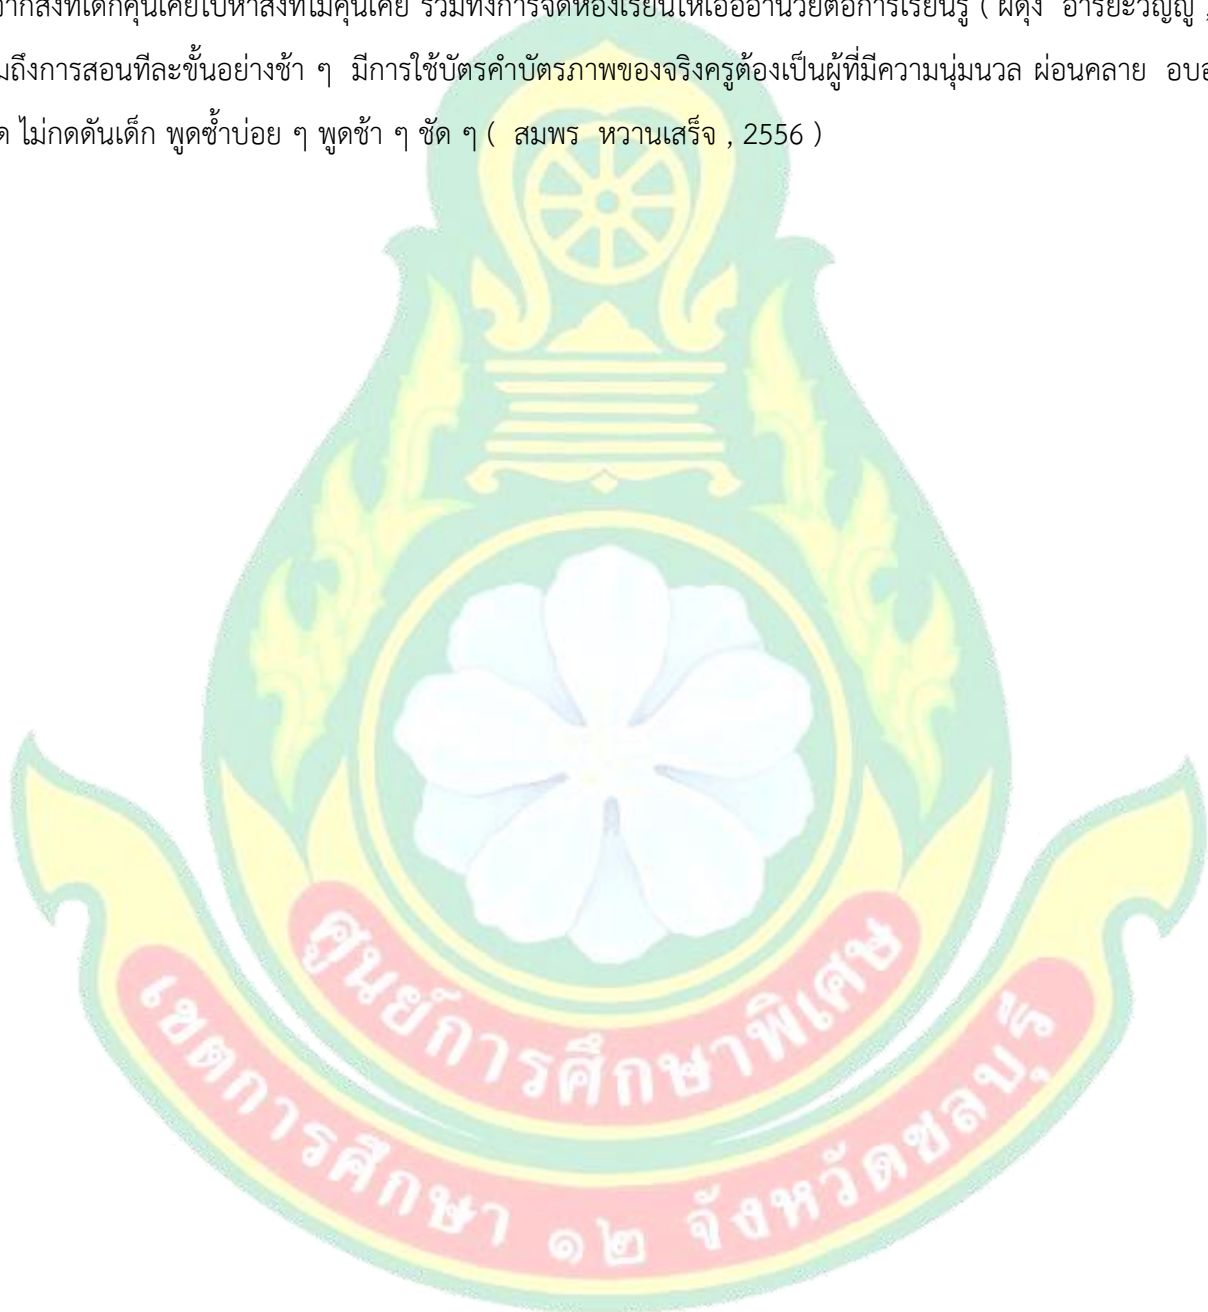 จากสิ่งที่เด็กคุ้นเคยไปหาสิ่งที่ไม่คุ้นเคย รวมทั้งการจัดห้องเรียนให้เอื้ออำนวยต่อการเรียนรู้ ( ผดุง อารยะวิญญู ,
ถึงการสอนทีละขั้นอย่างช้า ๆ มีการใช้บัตรคำบัตรภาพของจริงครูต้องเป็นผู้ที่มีความนุ่มนวล ผ่อนคลาย
ไม่กดดันเด็ก พูดซ้ำบ่อย ๆ พูดช้า ๆ ชัด ๆ ( สมพร หวานเสร็จ , 2556 )
ศูนย์การศึกษาพิเศษ
เขตการศึกษา ๑๒ จังหวัดชลบุรี